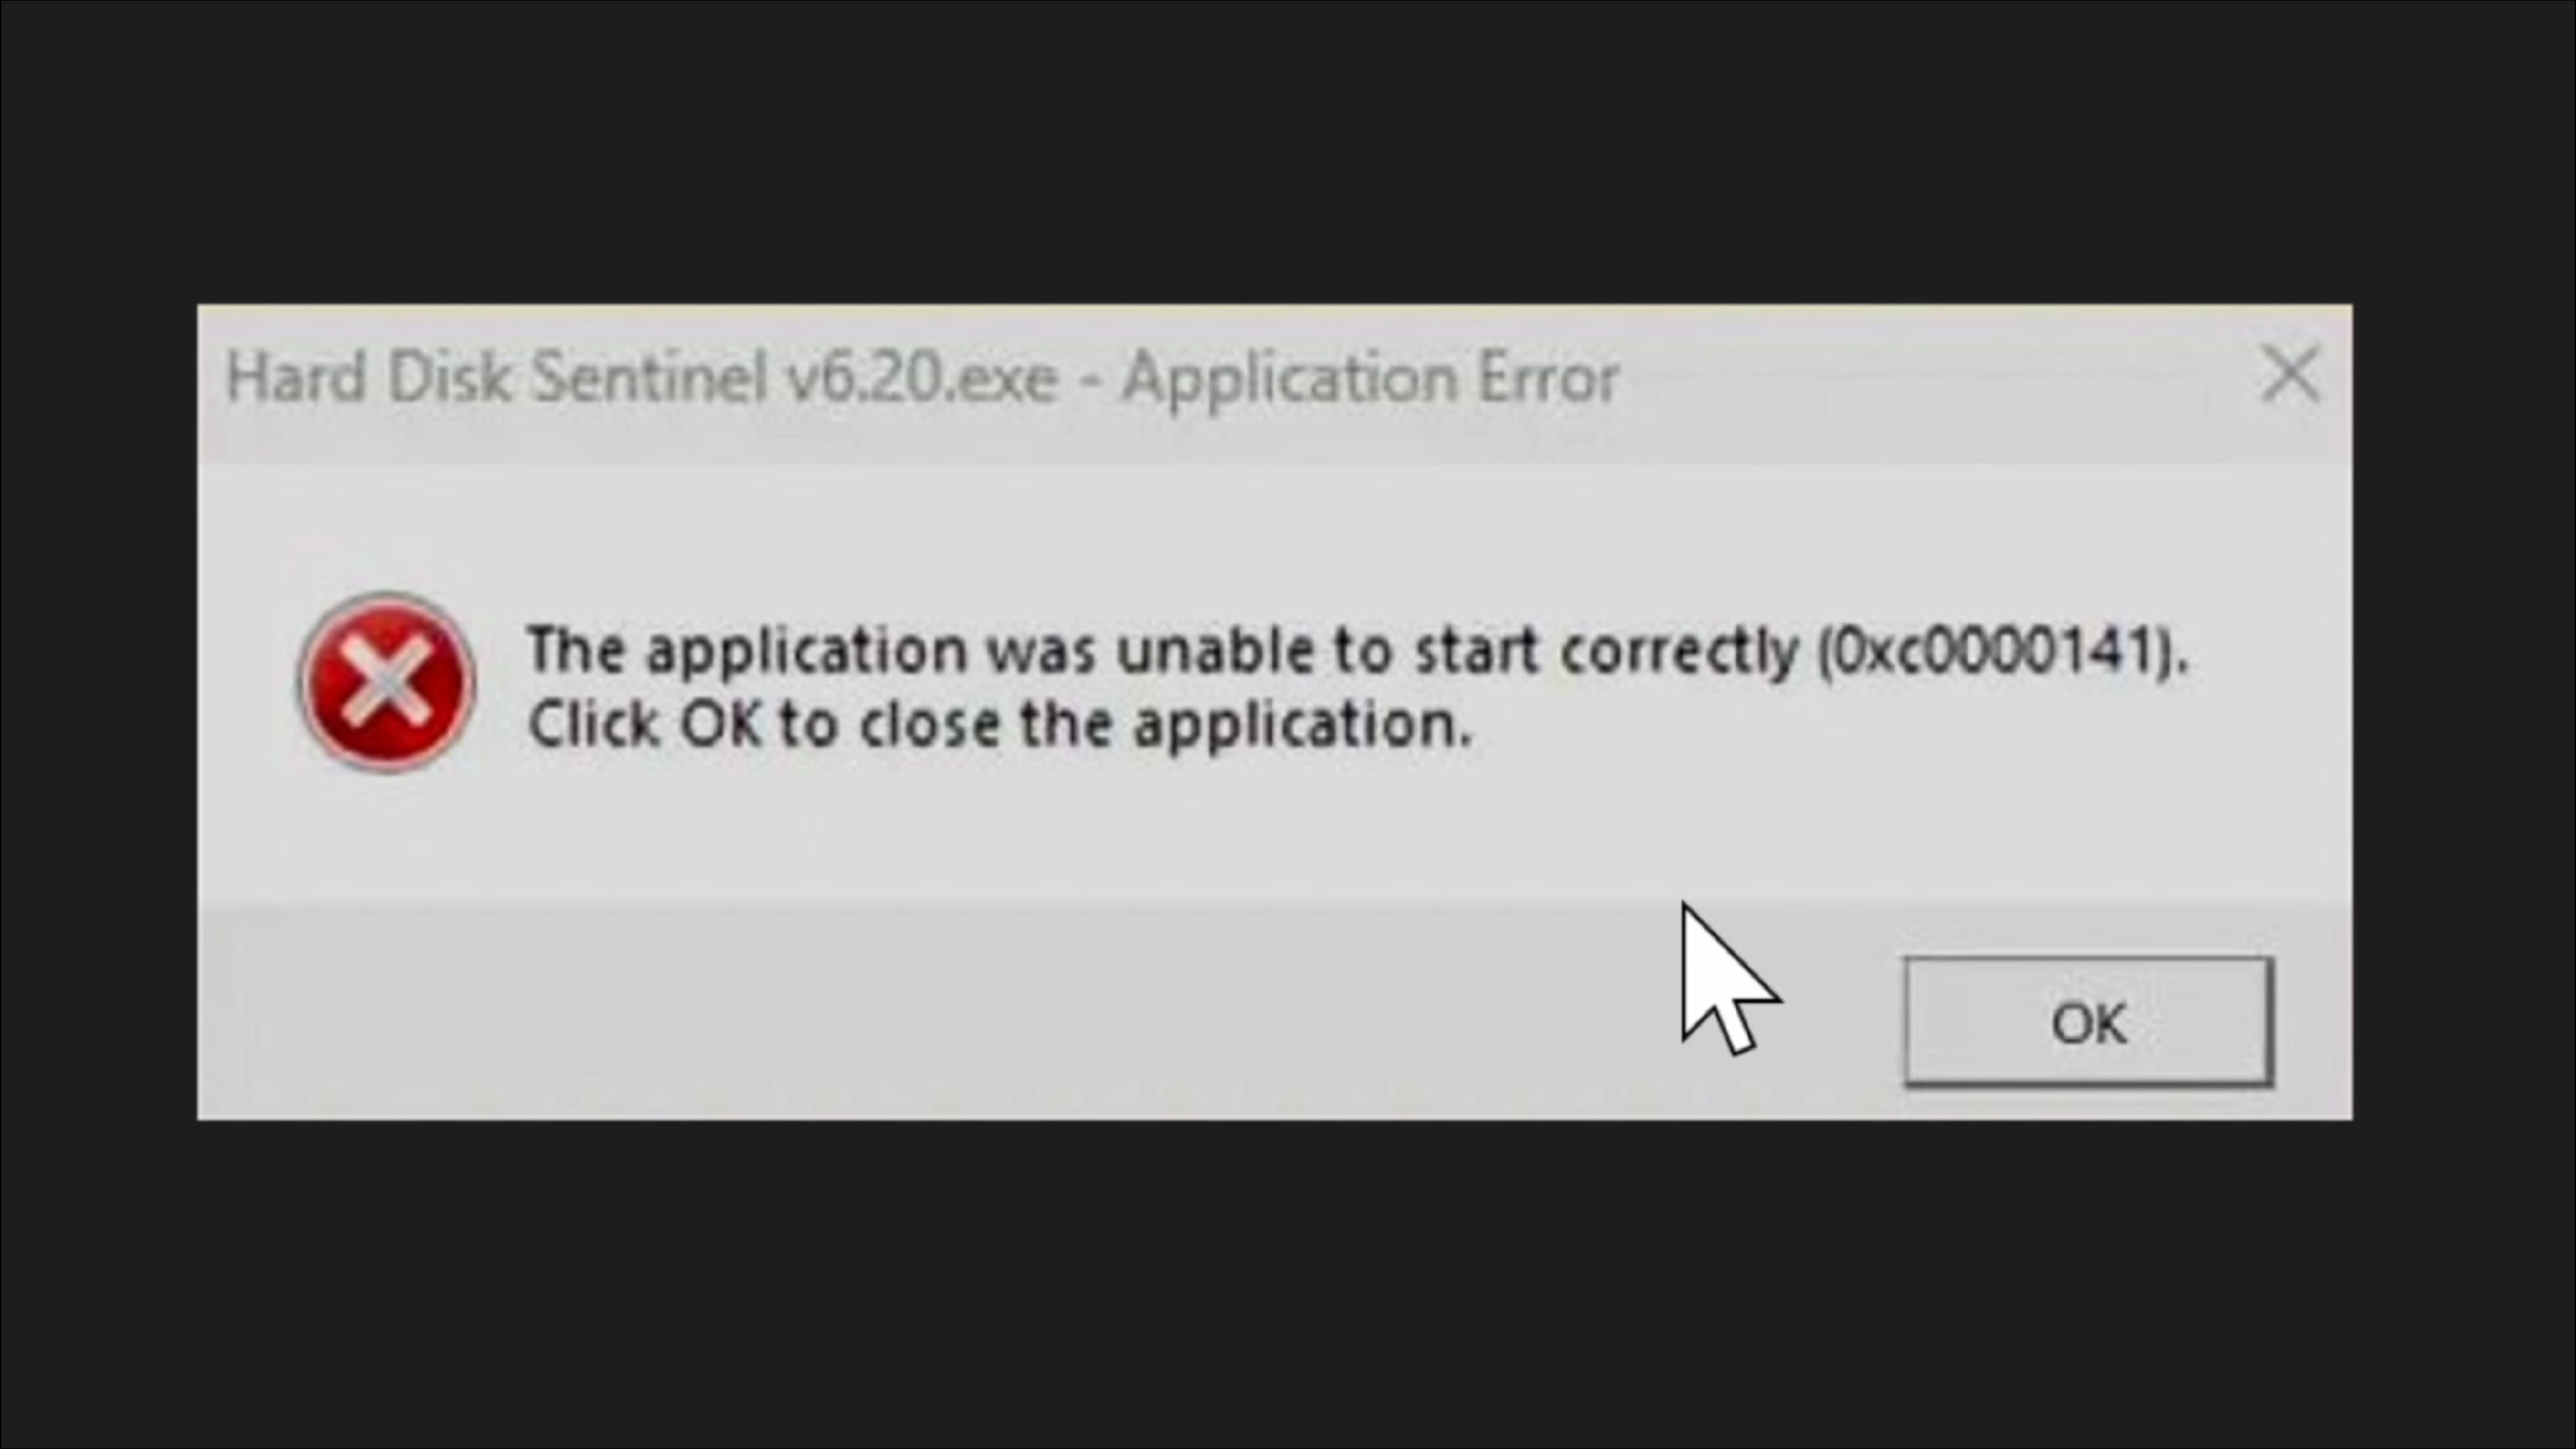 Hard Disk Sentinel v6.20.exe - Application Error
The application was unable to start correctly (0xc0000141).
Click OK to close the application.
OK